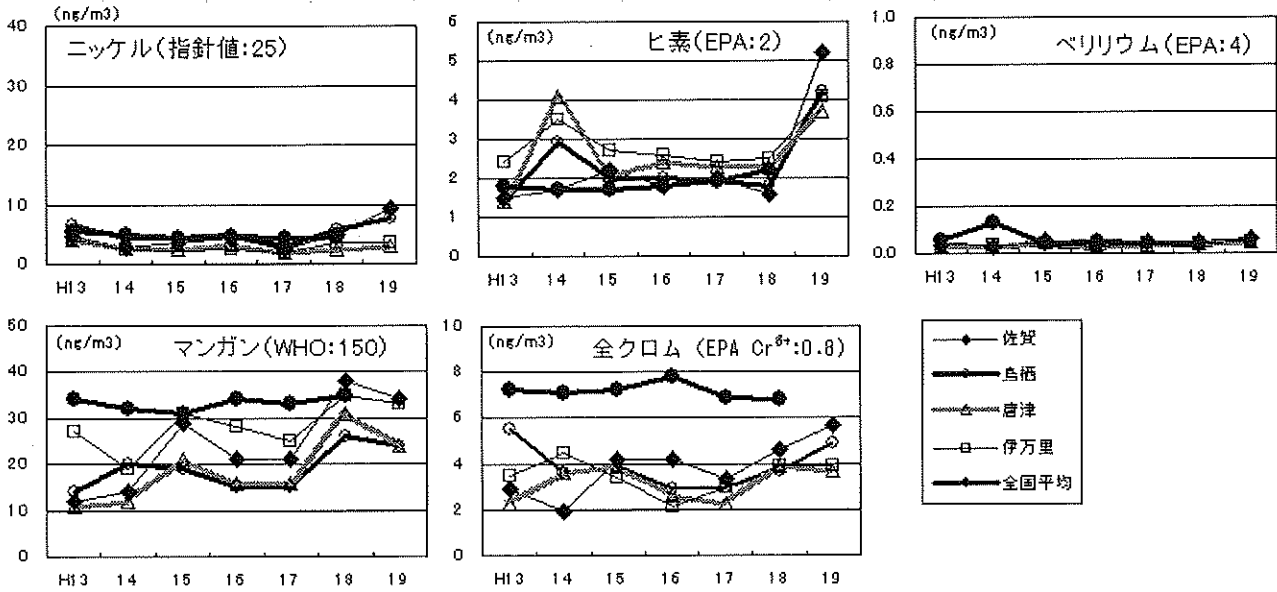 (ng/m3)
ニッケル(指針値:25)
40
30
20
10
0
H13 14 15 16 17 18 19
(ng/m3)
ヒ素(EPA:2)
6
5
4
3
2
1
0
H13 14 15 16 17 18 19
(ng/m3)
ベリリウム(EPA:4)
1.0
0.8
0.6
0.4
0.2
0.0
H13 14 15 16 17 18 19
(ng/m3)
マンガン(WHO:150)
50
40
30
20
10
0
H13 14 15 16 17 18 19
(ng/m3)
全クロム (EPA Cr⁶⁺:0.8)
10
8
6
4
2
0
H13 14 15 16 17 18 19
佐賀
鳥栖
唐津
伊万里
全国平均